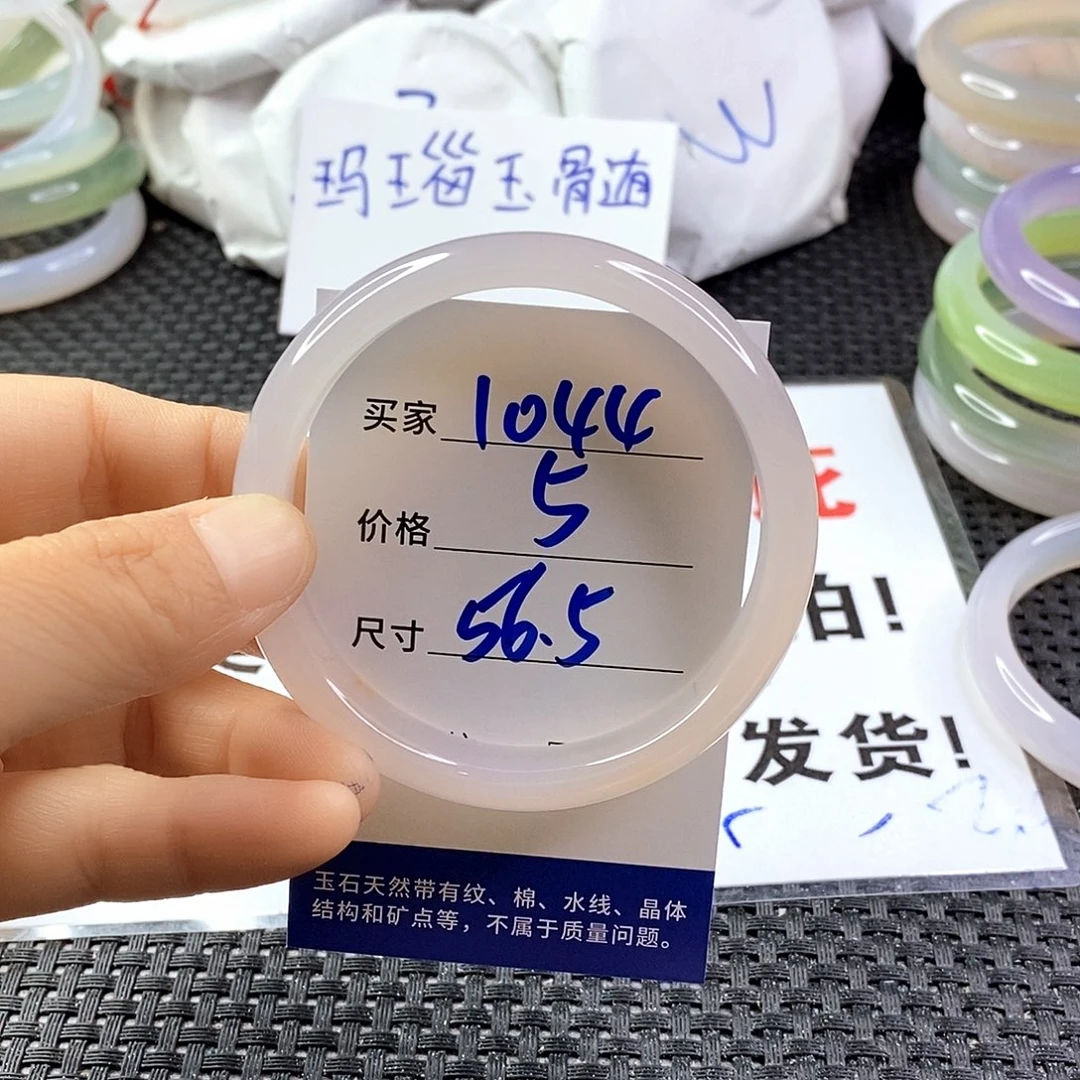 玛瑙玉骨髓
买家 1044
价格 5
尺寸 56.5
拍!
发货!
玉石天然带有纹、棉、水线、晶体
结构和矿点等，不属于质量问题。